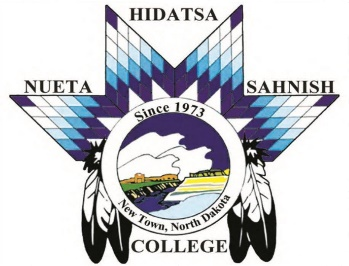 HIDATSA
NUETA
SAHNISH
Since 1973
New Town, North Dakota
COLLEGE